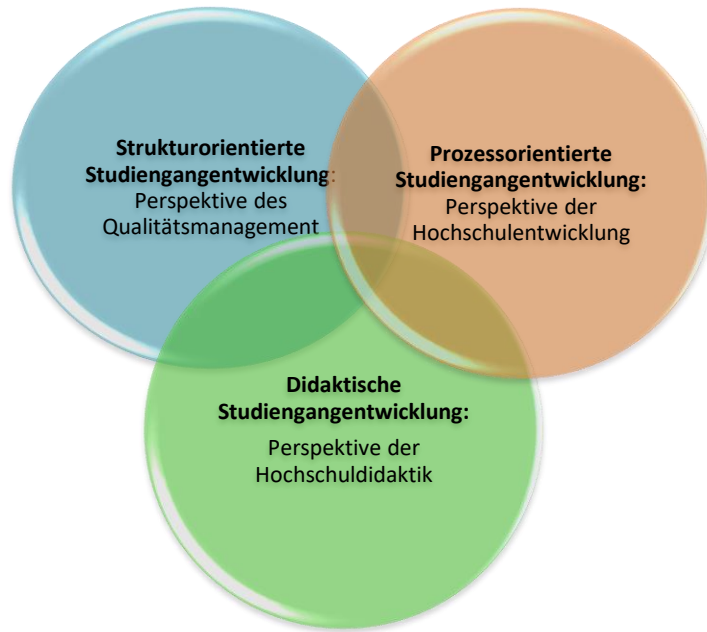 Strukturorientierte
Studiengangentwicklung:
Perspektive des
Qualitätsmanagement
Prozessorientierte
Studiengangentwicklung:
Perspektive der
Hochschulentwicklung
Didaktische
Studiengangentwicklung:
Perspektive der
Hochschuldidaktik